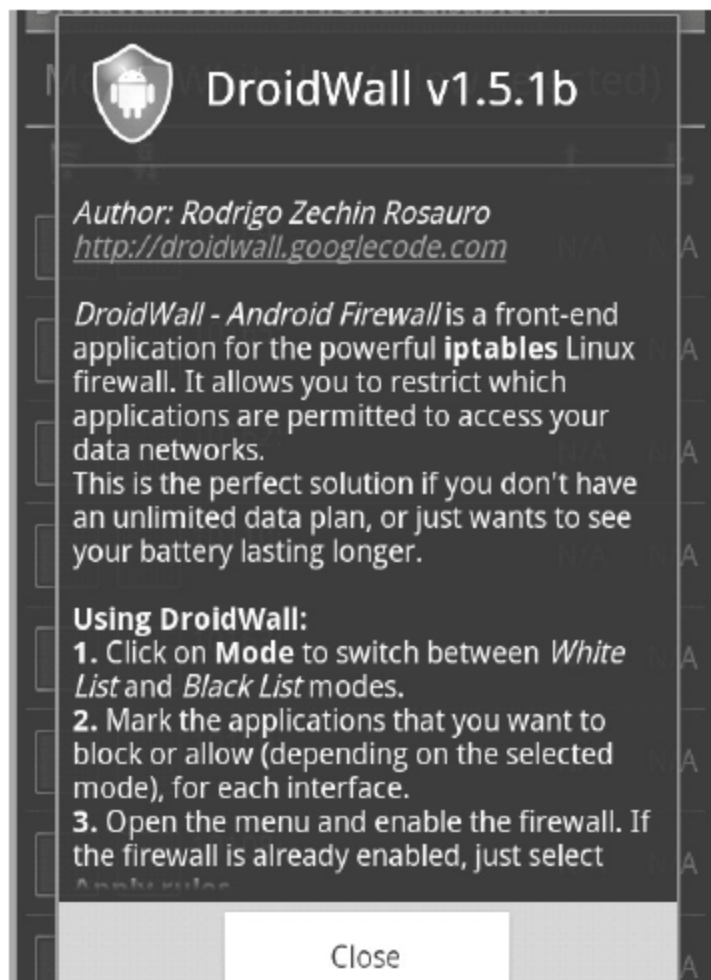 DroidWall v1.5.1b
Author: Rodrigo Zechin Rosauro
http://droidwall.googlecode.com
DroidWall - Android Firewall is a front-end
application for the powerful iptables Linux
firewall. It allows you to restrict which
applications are permitted to access your
data networks.
This is the perfect solution if you don't have
an unlimited data plan, or just wants to see
your battery lasting longer.
Using DroidWall:
1. Click on Mode to switch between White
List and Black List modes.
2. Mark the applications that you want to
block or allow (depending on the selected
mode), for each interface.
3. Open the menu and enable the firewall. If
the firewall is already enabled, just select
Apply rules
Close